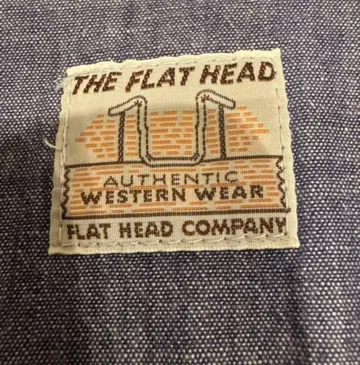 THE FLAT HEAD
AUTHENTIC
WESTERN WEAR
FLAT HEAD COMPANY